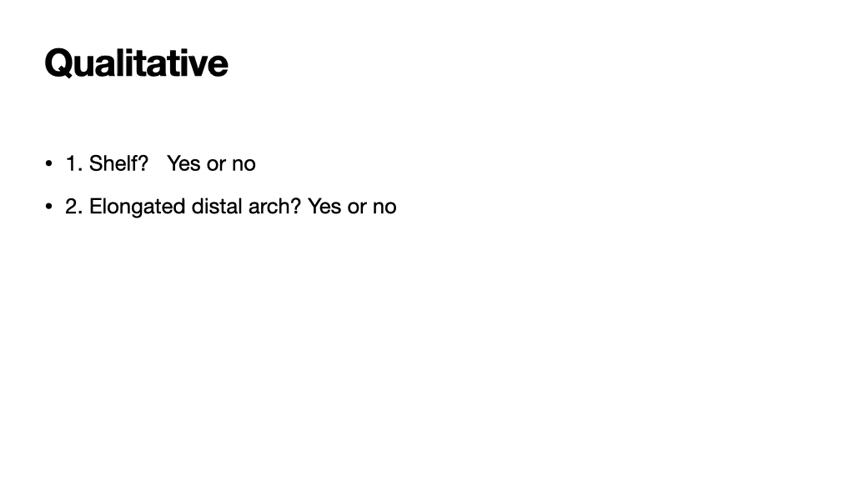 Qualitative
• 1. Shelf? Yes or no
• 2. Elongated distal arch? Yes or no